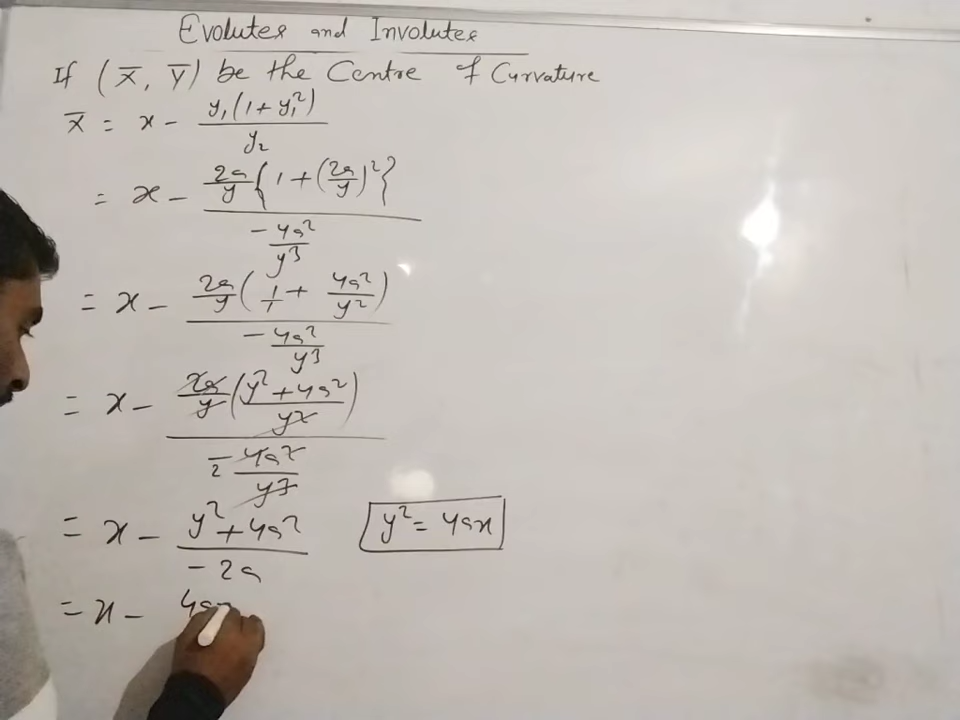 Evolutes and Involutes
If (x̅, y̅) be the Centre of Curvature
x̅ = x - y₁(1 + y₁²) / y₂
= x - 2a/y {1 + (2a/y)²} / -4a²/y³
= x - 2a/y (1/1 + 4a²/y²) / -4a²/y³
= x - 2a/y ((y² + 4a²)/y²) / -4a²/y³
= x - (y² + 4a²) / -2a    y² = 4ax
= x - 4a